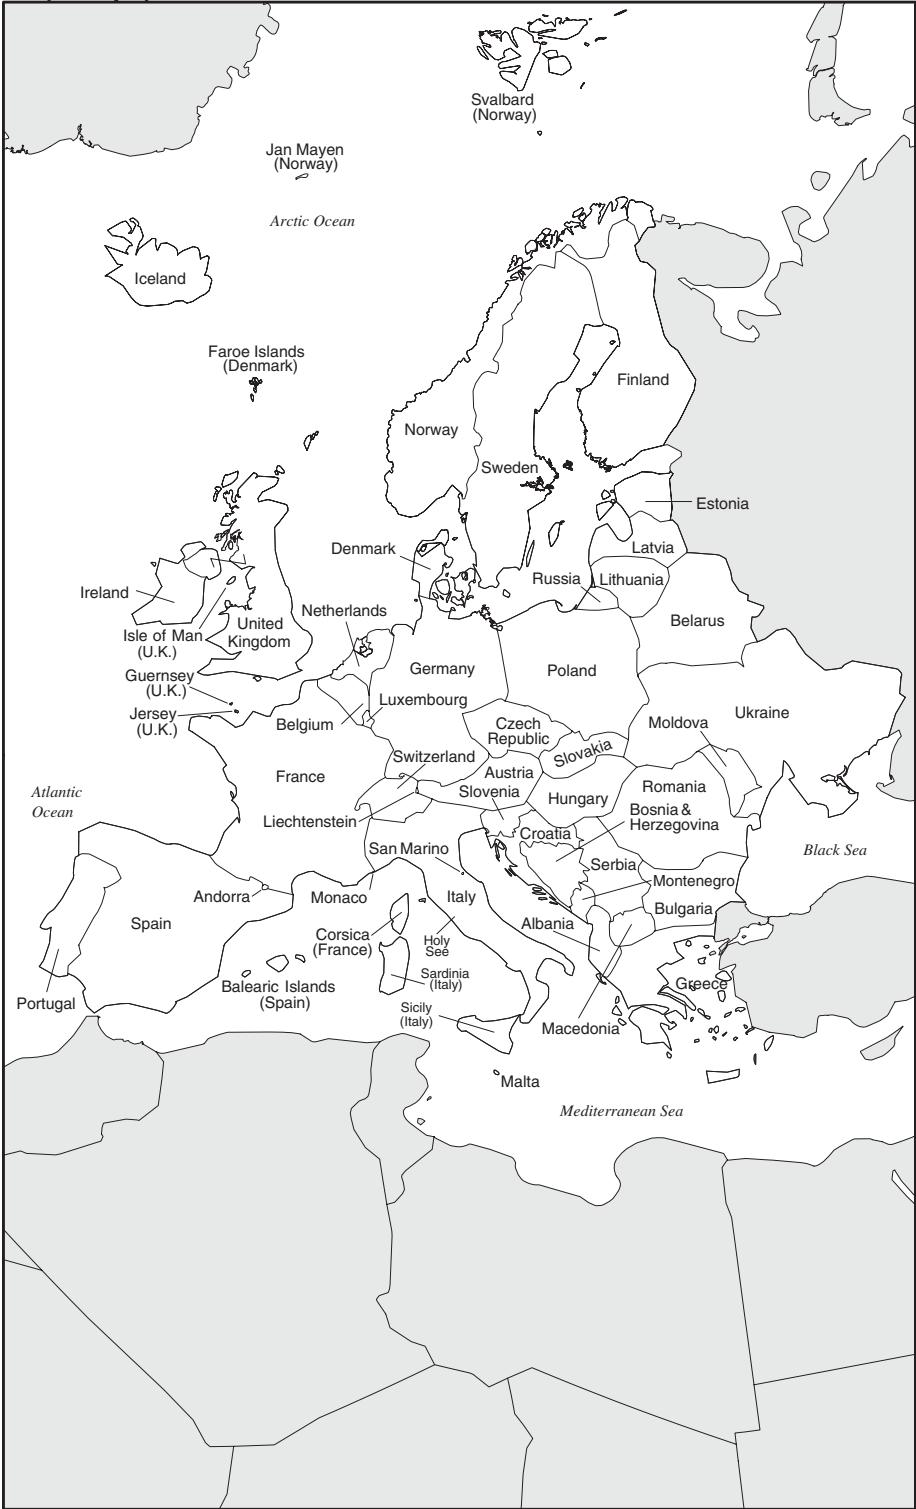 Svalbard
(Norway)
Jan Mayen
(Norway)
Arctic Ocean
Iceland
Faroe Islands
(Denmark)
Finland
Norway
Sweden
Estonia
Denmark
Latvia
Russia
Lithuania
Ireland
Netherlands
Isle of Man
(U.K.)
United
Kingdom
Belarus
Germany
Poland
Guernsey
(U.K.)
Luxembourg
Jersey
(U.K.)
Belgium
Czech
Republic
Moldova
Ukraine
Slovakia
Switzerland
France
Austria
Slovenia
Romania
Atlantic
Ocean
Hungary
Bosnia &
Herzegovina
Liechtenstein
Croatia
San Marino
Black Sea
Serbia
Montenegro
Andorra
Monaco
Italy
Bulgaria
Spain
Albania
Corsica
(France)
Holy
See
Sardinia
(Italy)
Greece
Balearic Islands
(Spain)
Portugal
Sicily
(Italy)
Macedonia
Malta
Mediterranean Sea